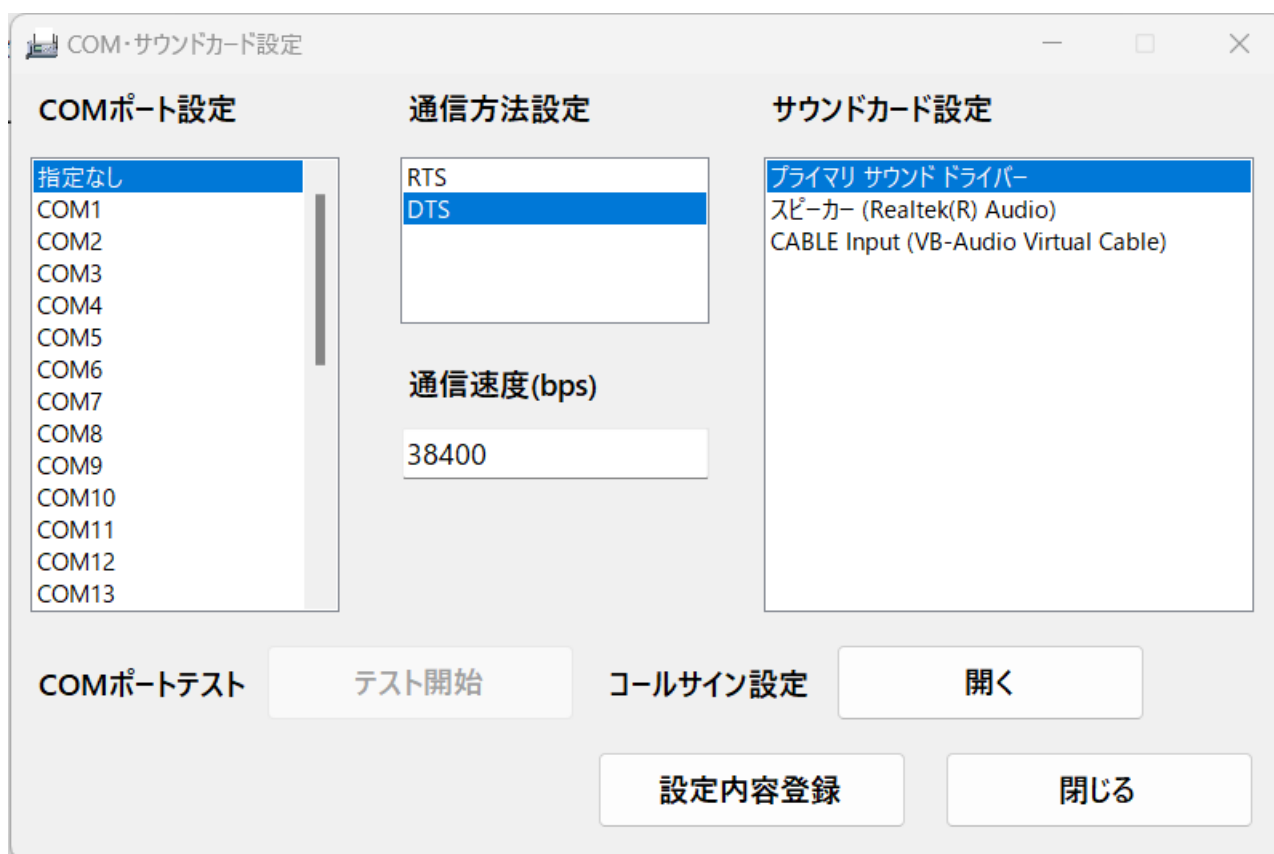 COM・サウンドカード設定
COMポート設定
指定なし
COM1
COM2
COM3
COM4
COM5
COM6
COM7
COM8
COM9
COM10
COM11
COM12
COM13
通信方法設定
RTS
DTS
通信速度(bps)
38400
サウンドカード設定
プライマリ サウンド ドライバー
スピーカー (Realtek(R) Audio)
CABLE Input (VB-Audio Virtual Cable)
COMポートテスト
テスト開始
コールサイン設定
開く
設定内容登録
閉じる